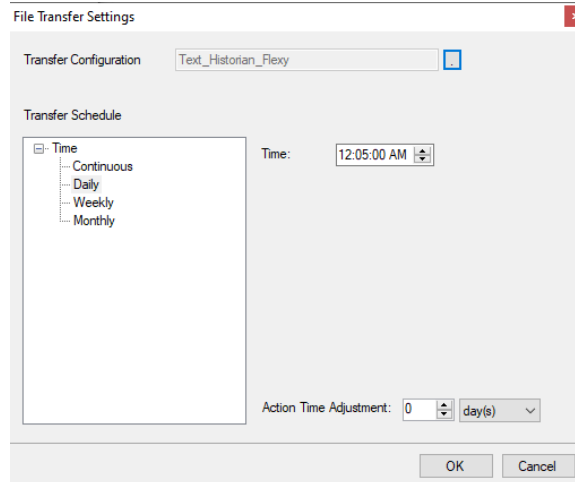 File Transfer Settings
Transfer Configuration Text_Historian_Flexy .
Transfer Schedule
Time
Continuous
Daily
Weekly
Monthly
Time: 12:05:00 AM
Action Time Adjustment: 0 day(s)
OK Cancel